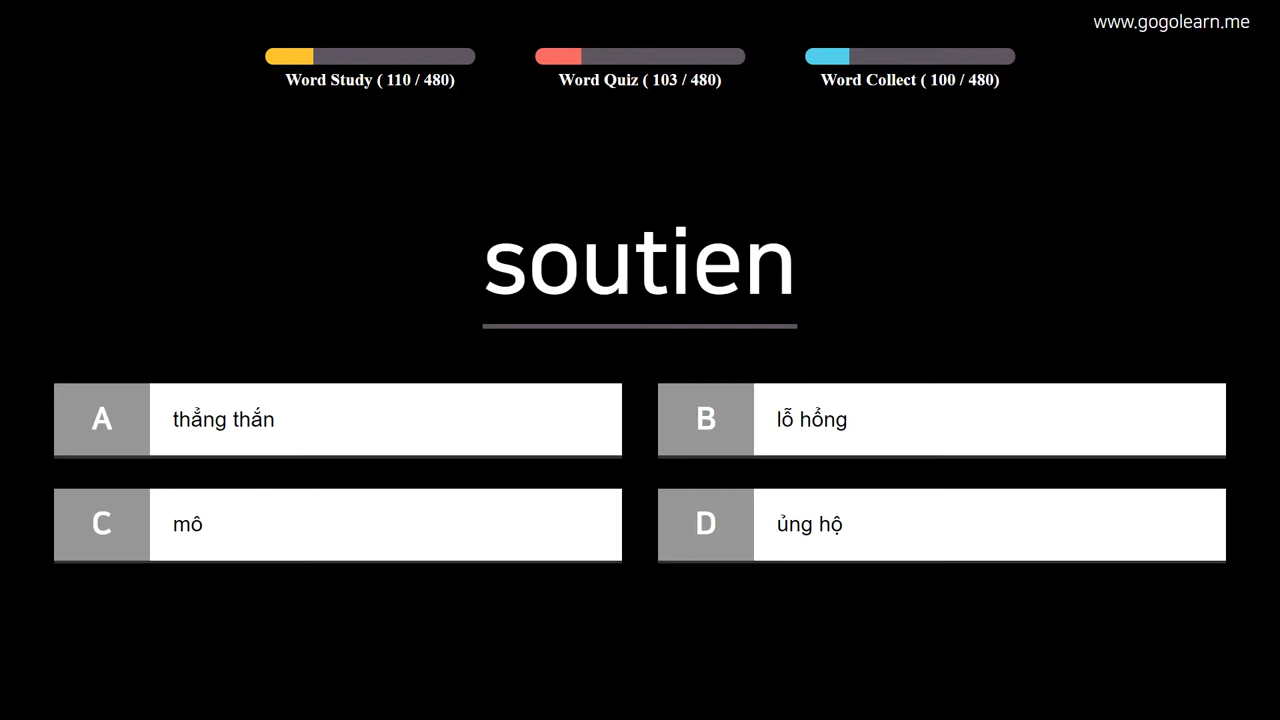 www.gogolearn.me
Word Study ( 110 / 480)
Word Quiz ( 103 / 480)
Word Collect ( 100 / 480)
soutien
A thẳng thắn
B lỗ hổng
C mô
D ủng hộ